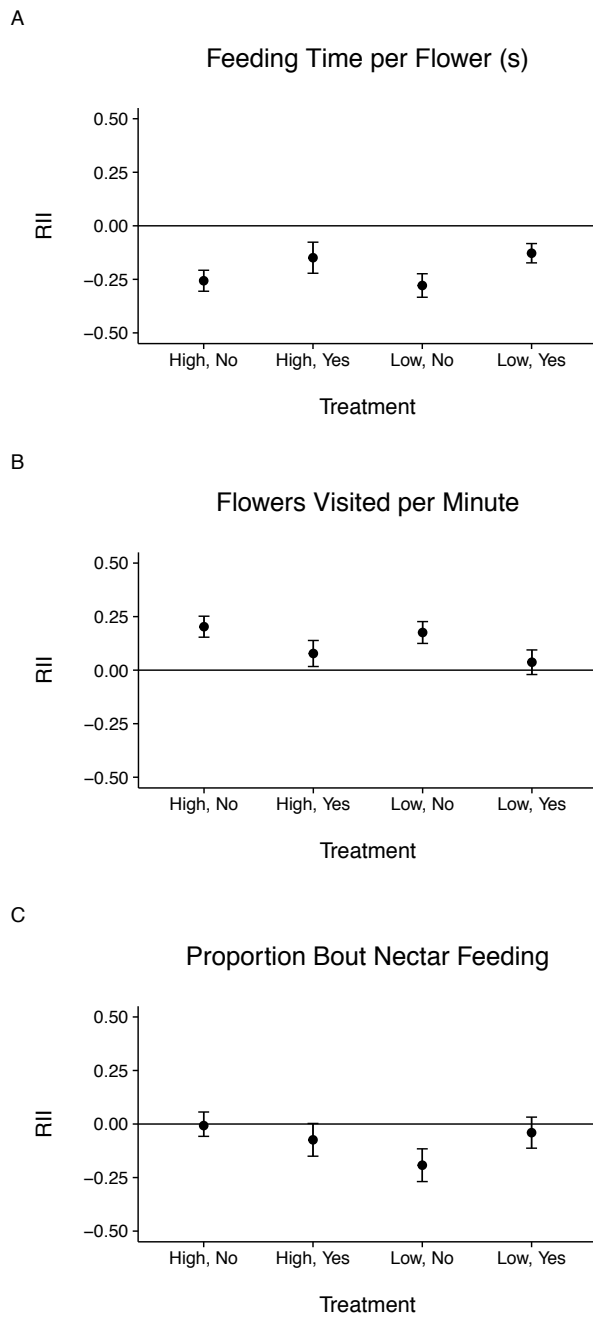 A
Feeding Time per Flower (s)
0.50
0.25
0.00
−0.25
−0.50
RII
High, No High, Yes Low, No Low, Yes
Treatment
B
Flowers Visited per Minute
0.50
0.25
0.00
−0.25
−0.50
RII
High, No High, Yes Low, No Low, Yes
Treatment
C
Proportion Bout Nectar Feeding
0.50
0.25
0.00
−0.25
−0.50
RII
High, No High, Yes Low, No Low, Yes
Treatment